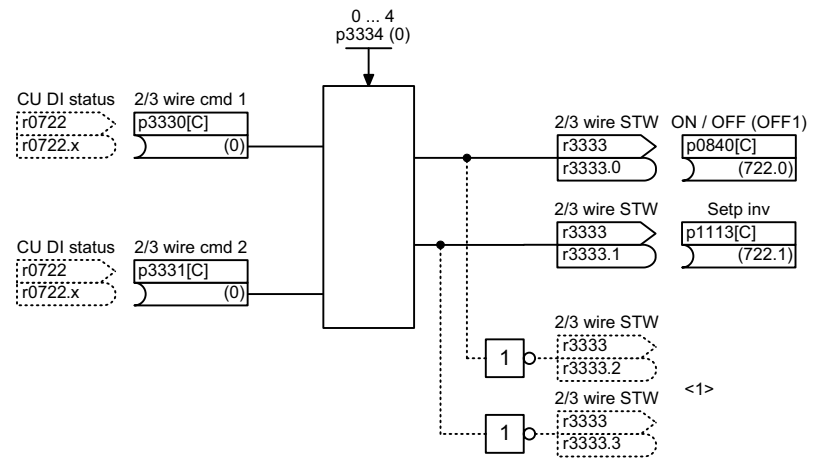 0 ... 4
p3334 (0)
CU DI status
r0722
r0722.x
2/3 wire cmd 1
p3330[C]
(0)
2/3 wire STW
r3333
r3333.0
ON / OFF (OFF1)
p0840[C]
(722.0)
2/3 wire STW
r3333
r3333.1
Setp inv
p1113[C]
(722.1)
CU DI status
r0722
r0722.x
2/3 wire cmd 2
p3331[C]
(0)
1
2/3 wire STW
r3333
r3333.2
<1>
1
2/3 wire STW
r3333
r3333.3